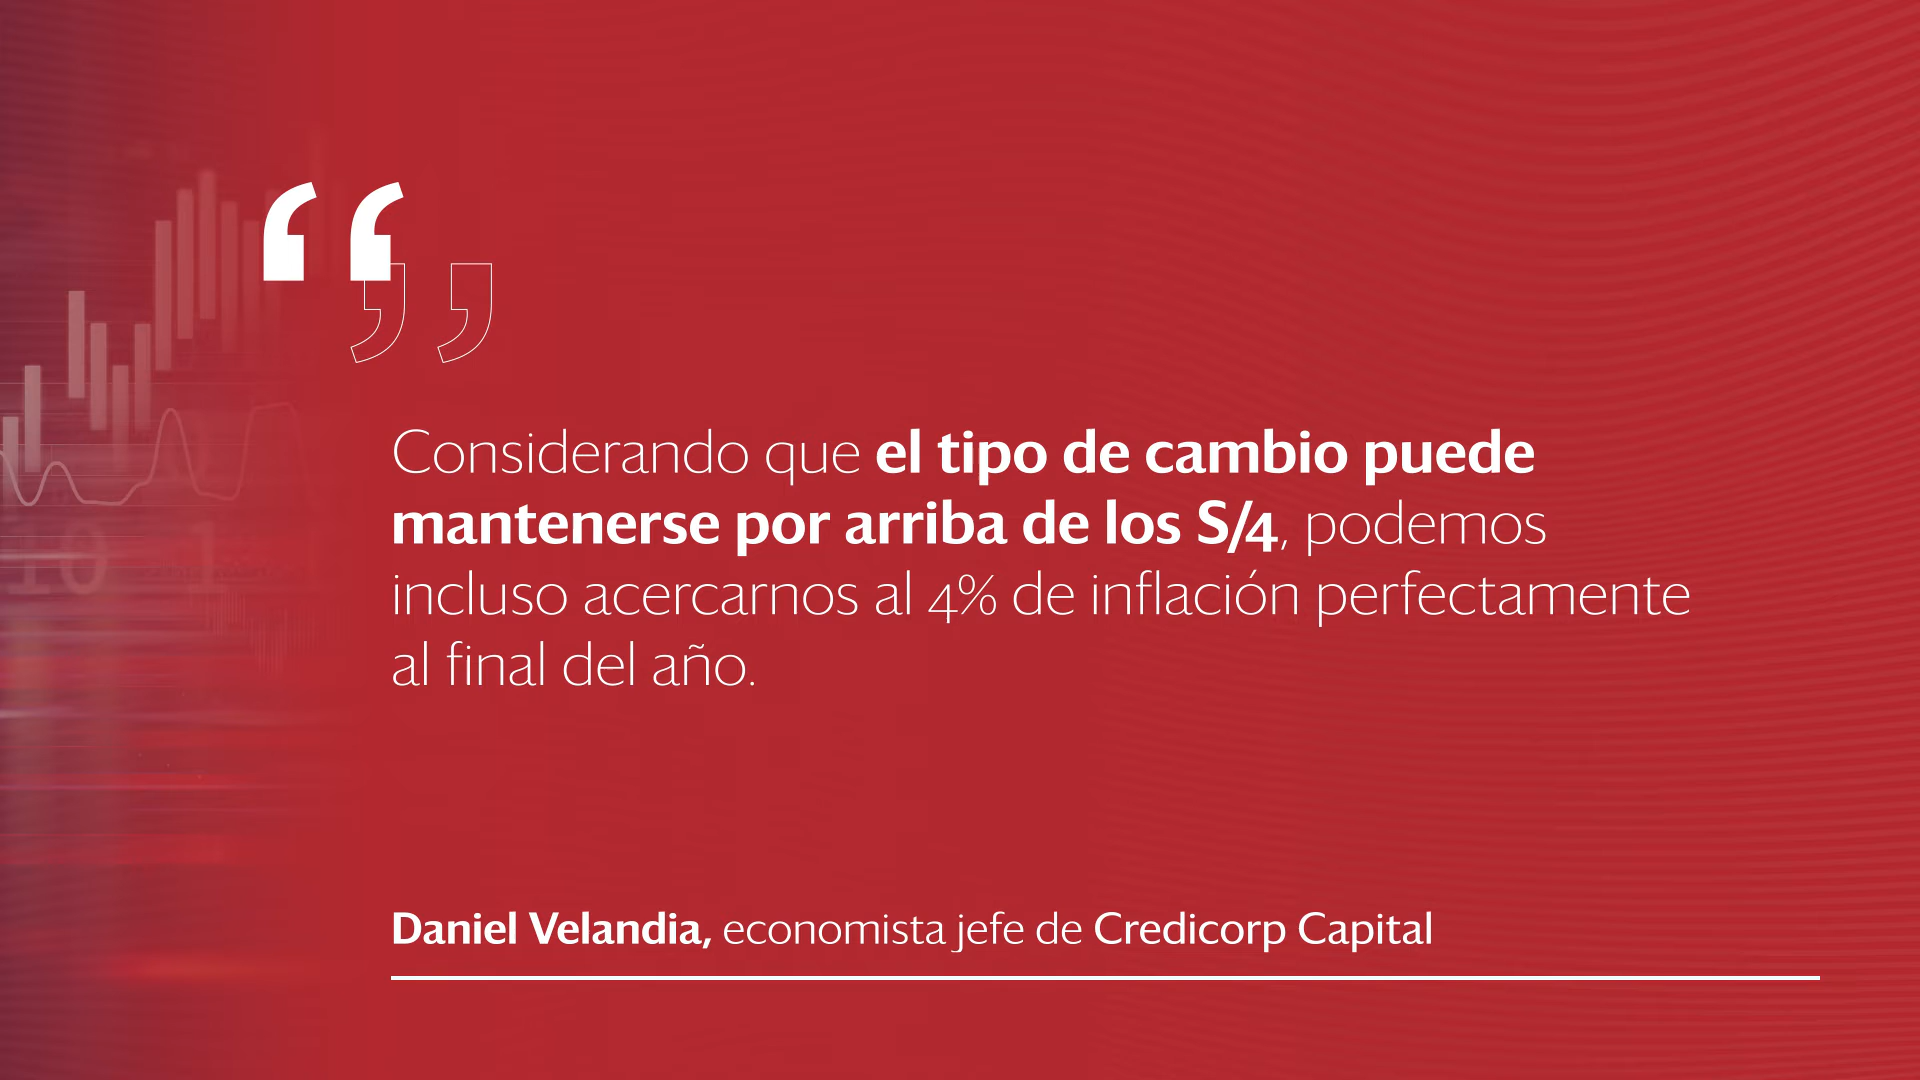 “
”
Considerando que el tipo de cambio puede
mantenerse por arriba de los S/4, podemos
incluso acercarnos al 4% de inflación perfectamente
al final del año.
Daniel Velandia, economista jefe de Credicorp Capital